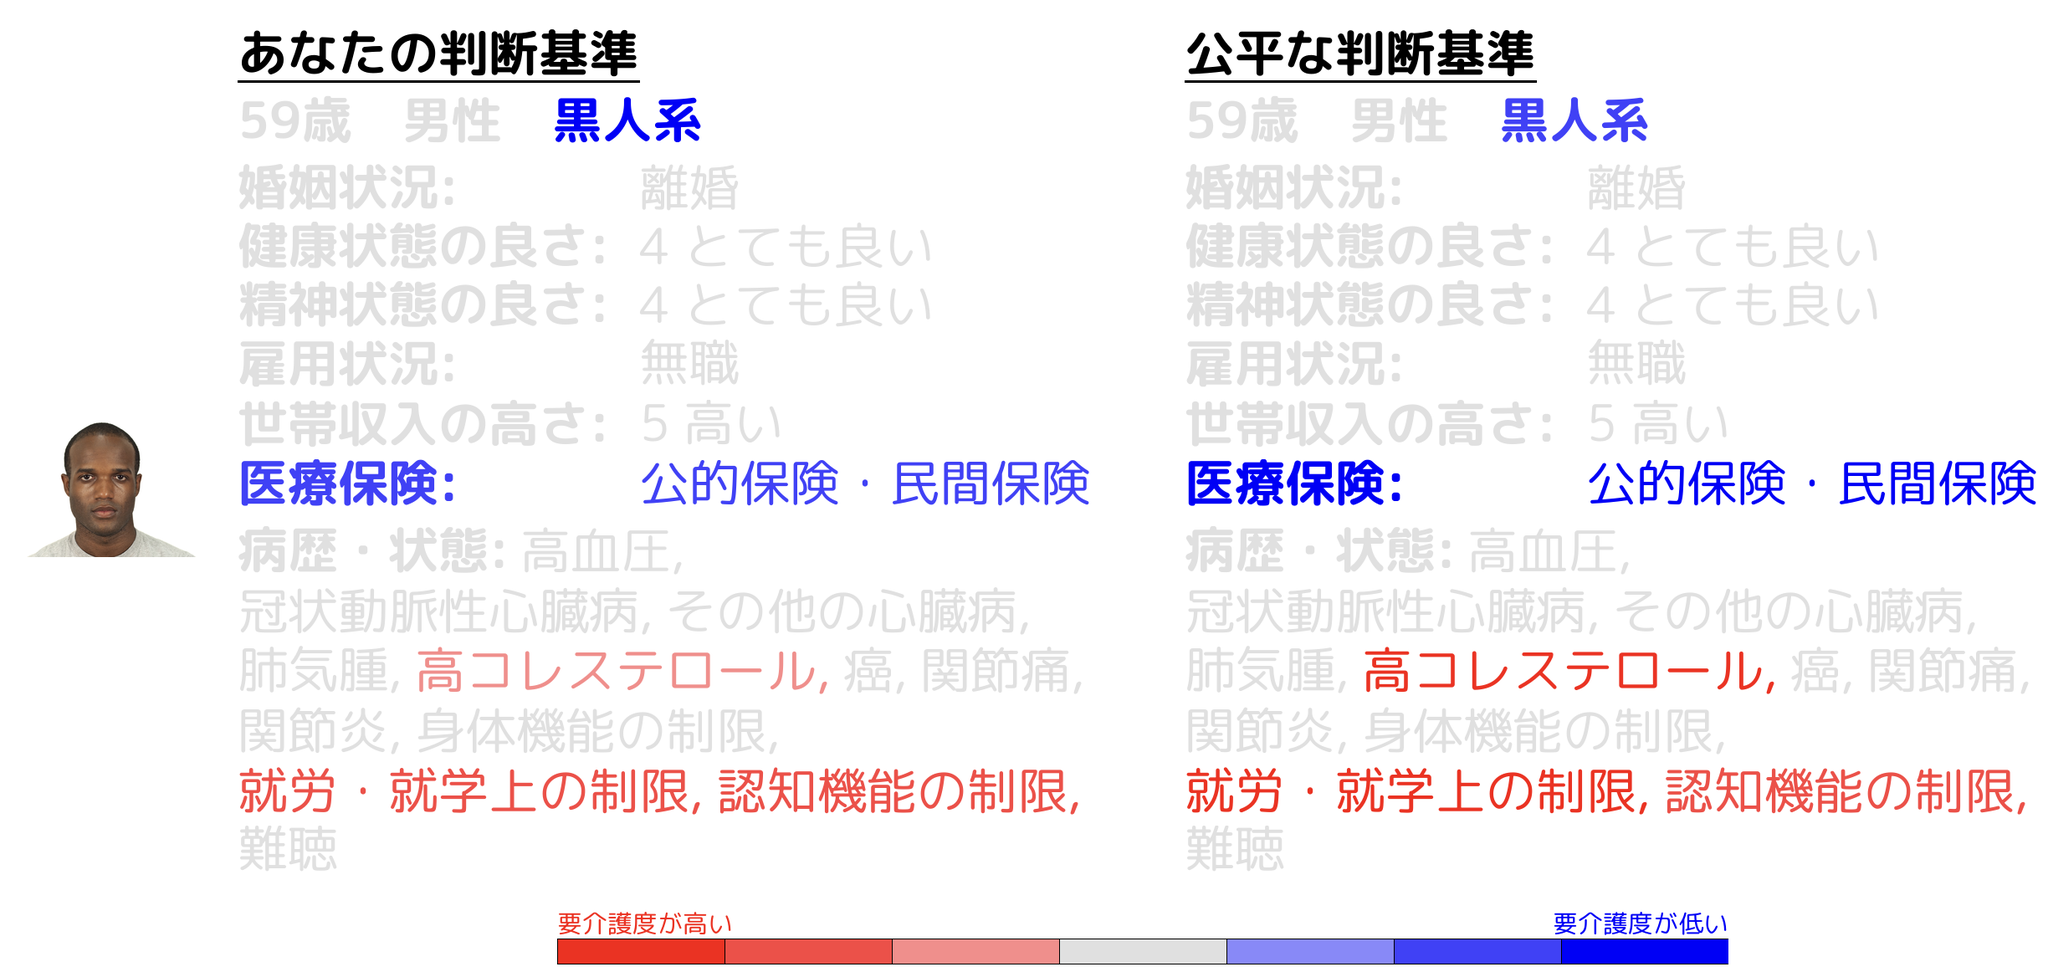 あなたの判断基準
59歳 男性 黒人系
婚姻状況: 離婚
健康状態の良さ: 4 とても良い
精神状態の良さ: 4 とても良い
雇用状況: 無職
世帯収入の高さ: 5 高い
医療保険: 公的保険・民間保険
病歴・状態: 高血圧,
冠状動脈性心臓病, その他の心臓病,
肺気腫, 高コレステロール, 癌, 関節痛,
関節炎, 身体機能の制限,
就労・就学上の制限, 認知機能の制限,
難聴
公平な判断基準
59歳 男性 黒人系
婚姻状況: 離婚
健康状態の良さ: 4 とても良い
精神状態の良さ: 4 とても良い
雇用状況: 無職
世帯収入の高さ: 5 高い
医療保険: 公的保険・民間保険
病歴・状態: 高血圧,
冠状動脈性心臓病, その他の心臓病,
肺気腫, 高コレステロール, 癌, 関節痛,
関節炎, 身体機能の制限,
就労・就学上の制限, 認知機能の制限,
難聴
要介護度が高い 要介護度が低い